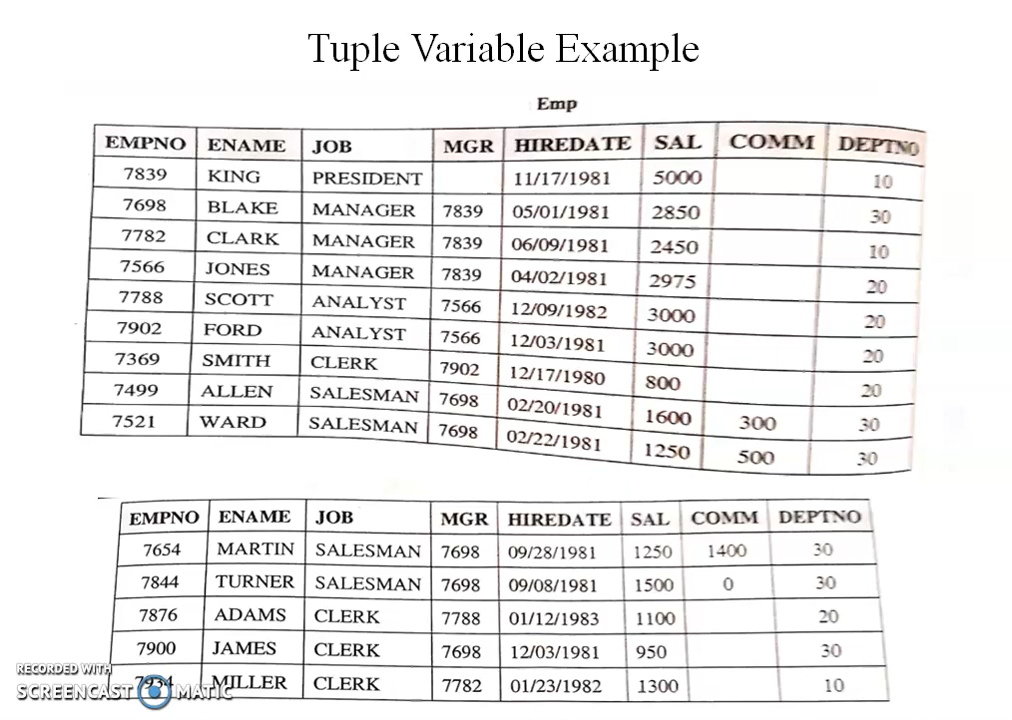 Tuple Variable Example
Emp
EMPNO ENAME JOB MGR HIREDATE SAL COMM DEPTNO
7839 KING PRESIDENT 11/17/1981 5000 10
7698 BLAKE MANAGER 7839 05/01/1981 2850 30
7782 CLARK MANAGER 7839 06/09/1981 2450 10
7566 JONES MANAGER 7839 04/02/1981 2975 20
7788 SCOTT ANALYST 7566 12/09/1982 3000 20
7902 FORD ANALYST 7566 12/03/1981 3000 20
7369 SMITH CLERK 7902 12/17/1980 800 20
7499 ALLEN SALESMAN 7698 02/20/1981 1600 300 30
7521 WARD SALESMAN 7698 02/22/1981 1250 500 30
EMPNO ENAME JOB MGR HIREDATE SAL COMM DEPTNO
7654 MARTIN SALESMAN 7698 09/28/1981 1250 1400 30
7844 TURNER SALESMAN 7698 09/08/1981 1500 0 30
7876 ADAMS CLERK 7788 01/12/1983 1100 20
7900 JAMES CLERK 7698 12/03/1981 950 30
7934 MILLER CLERK 7782 01/23/1982 1300 10
RECORDED WITH
SCREENCAST MATIC